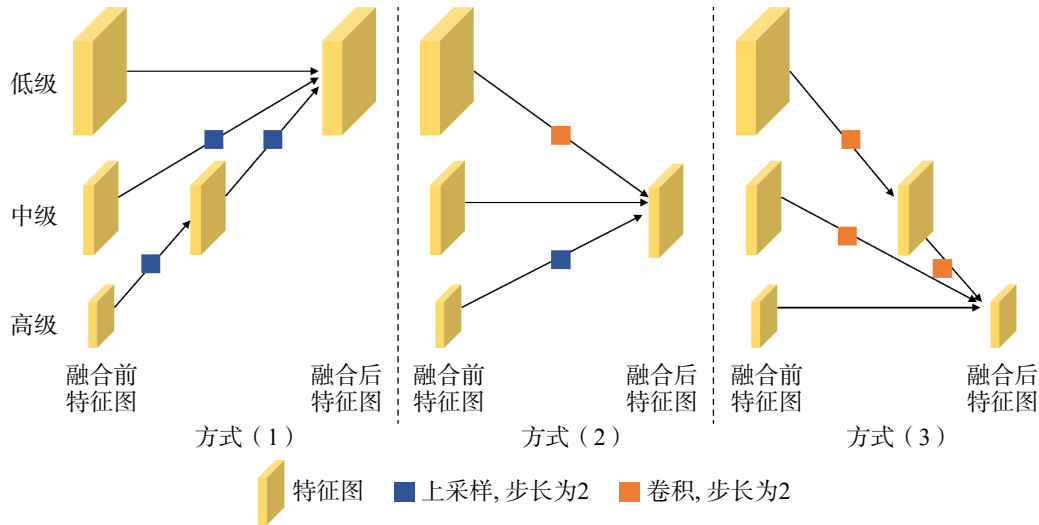 低级
中级
高级
融合前
特征图
融合后
特征图
融合前
特征图
融合后
特征图
融合前
特征图
融合后
特征图
方式（1）
方式（2）
方式（3）
特征图
上采样, 步长为2
卷积, 步长为2